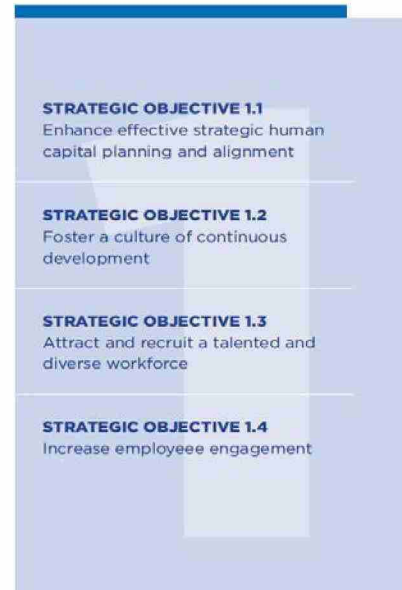 STRATEGIC OBJECTIVE 1.1
Enhance effective strategic human
capital planning and alignment
STRATEGIC OBJECTIVE 1.2
Foster a culture of continuous
development
STRATEGIC OBJECTIVE 1.3
Attract and recruit a talented and
diverse workforce
STRATEGIC OBJECTIVE 1.4
Increase employeee engagement
1